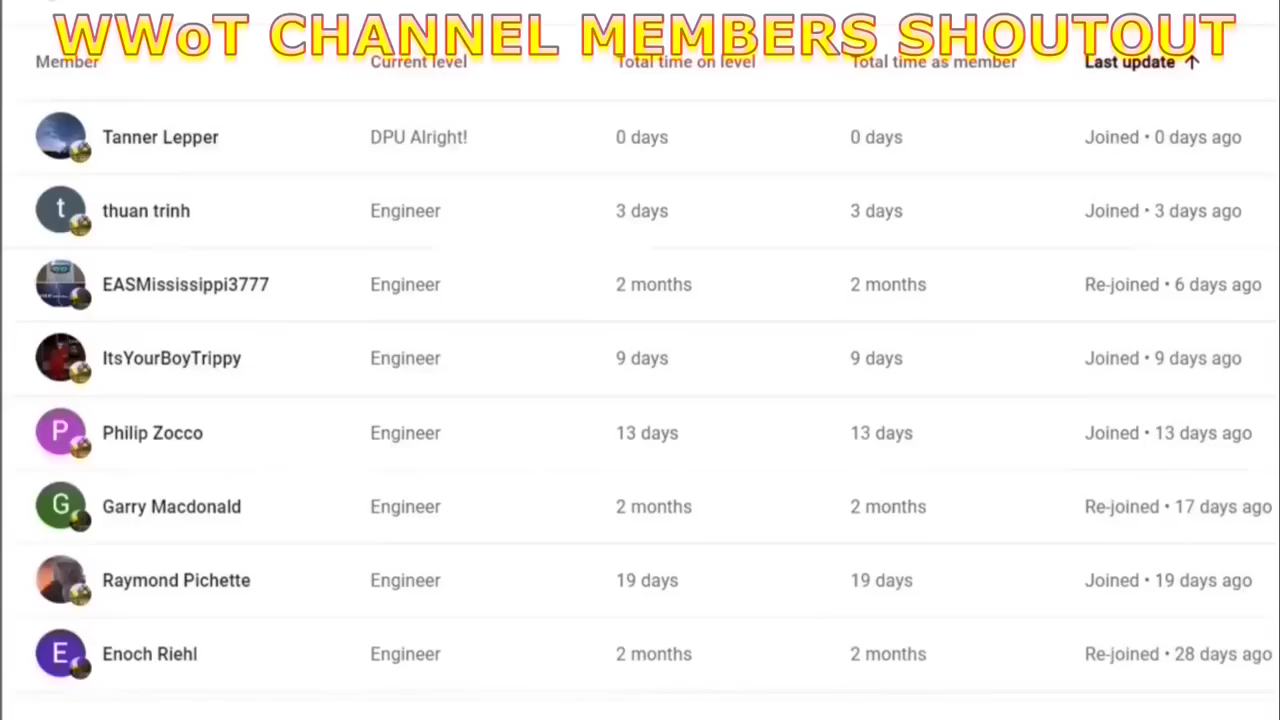 WWoT CHANNEL MEMBERS SHOUTOUT
Member Current level Total time on level Total time as member Last update ↑
Tanner Lepper DPU Alright! 0 days 0 days Joined • 0 days ago
t thuan trinh Engineer 3 days 3 days Joined • 3 days ago
EASMississippi3777 Engineer 2 months 2 months Re-joined • 6 days ago
ItsYourBoyTrippy Engineer 9 days 9 days Joined • 9 days ago
P Philip Zocco Engineer 13 days 13 days Joined • 13 days ago
G Garry Macdonald Engineer 2 months 2 months Re-joined • 17 days ago
Raymond Pichette Engineer 19 days 19 days Joined • 19 days ago
E Enoch Riehl Engineer 2 months 2 months Re-joined • 28 days ago